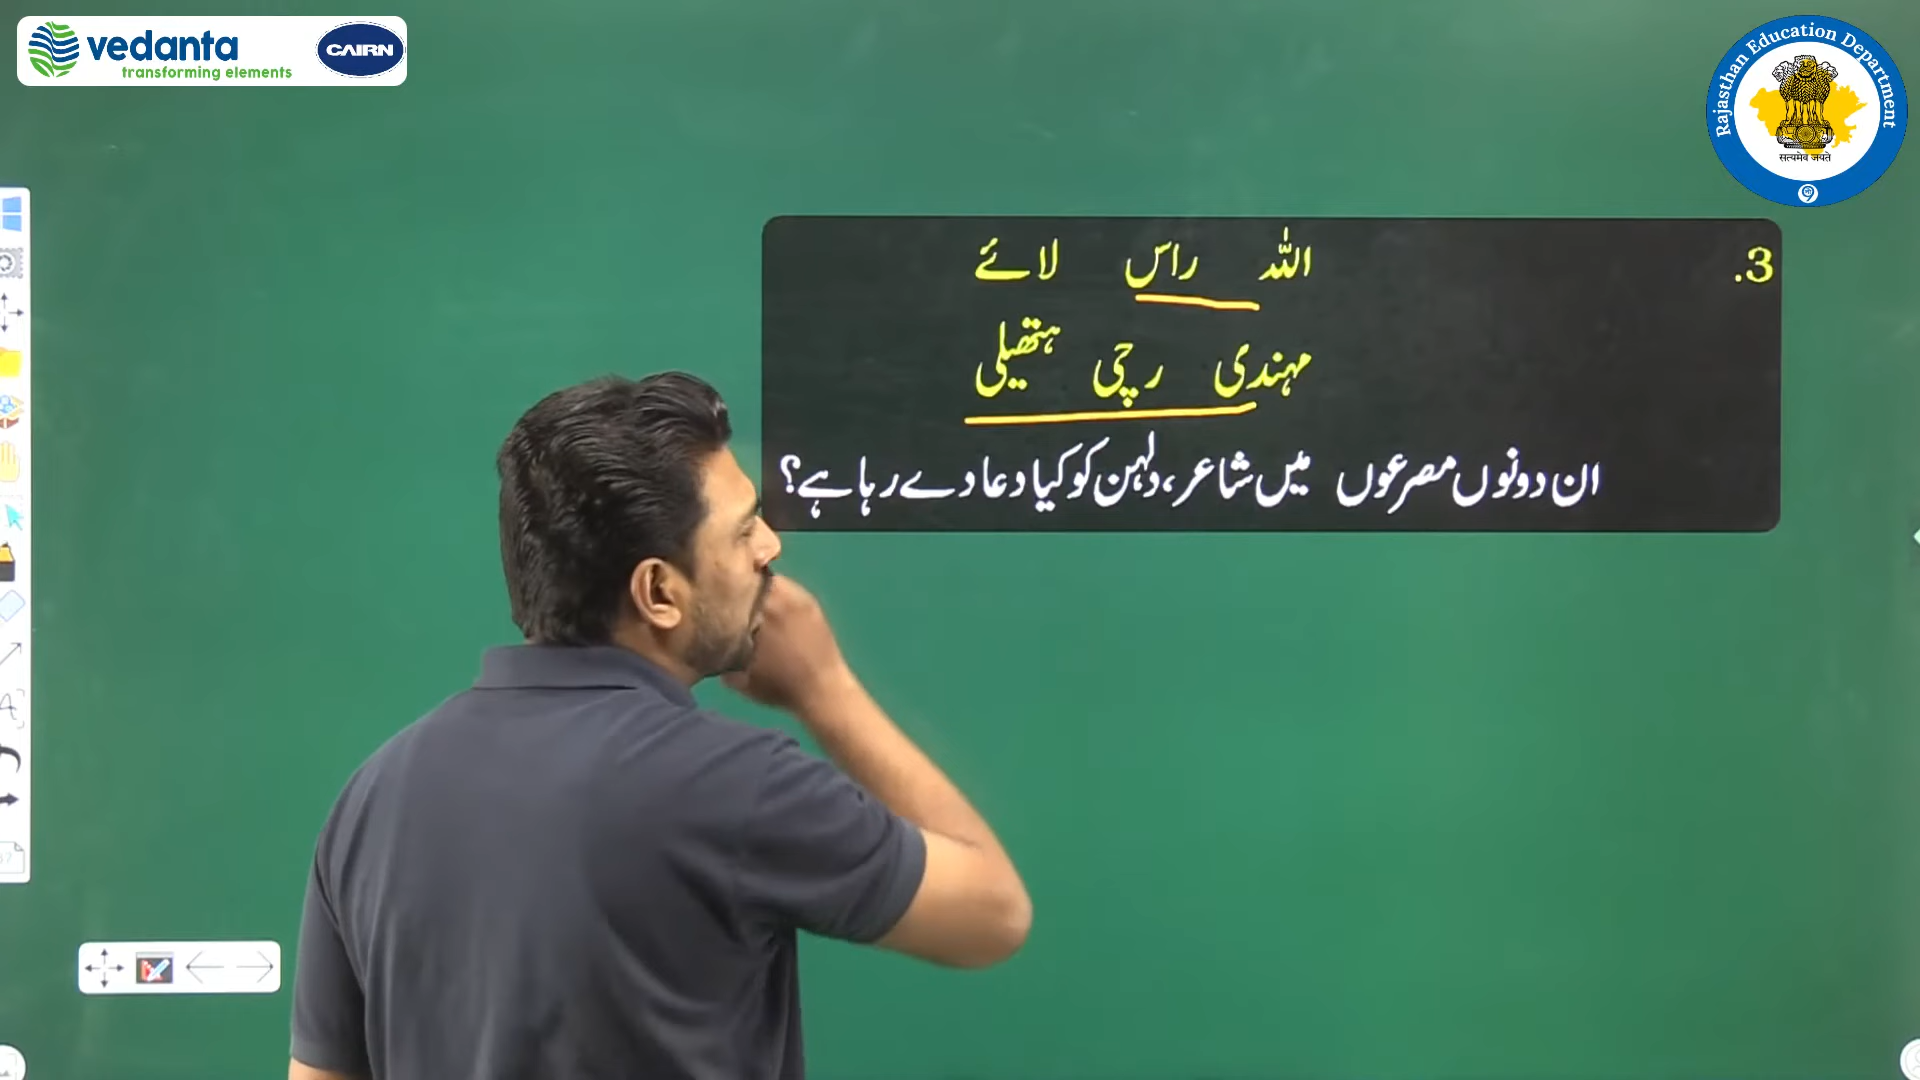 vedanta
transforming elements
CAIRN
Rajasthan Education Department
सत्यमेव जयते
3.
اللہ راس لائے
مہندی رچی ہتھیلی
ان دونوں مصرعوں میں شاعر، دلہن کو کیا دعا دے رہا ہے؟